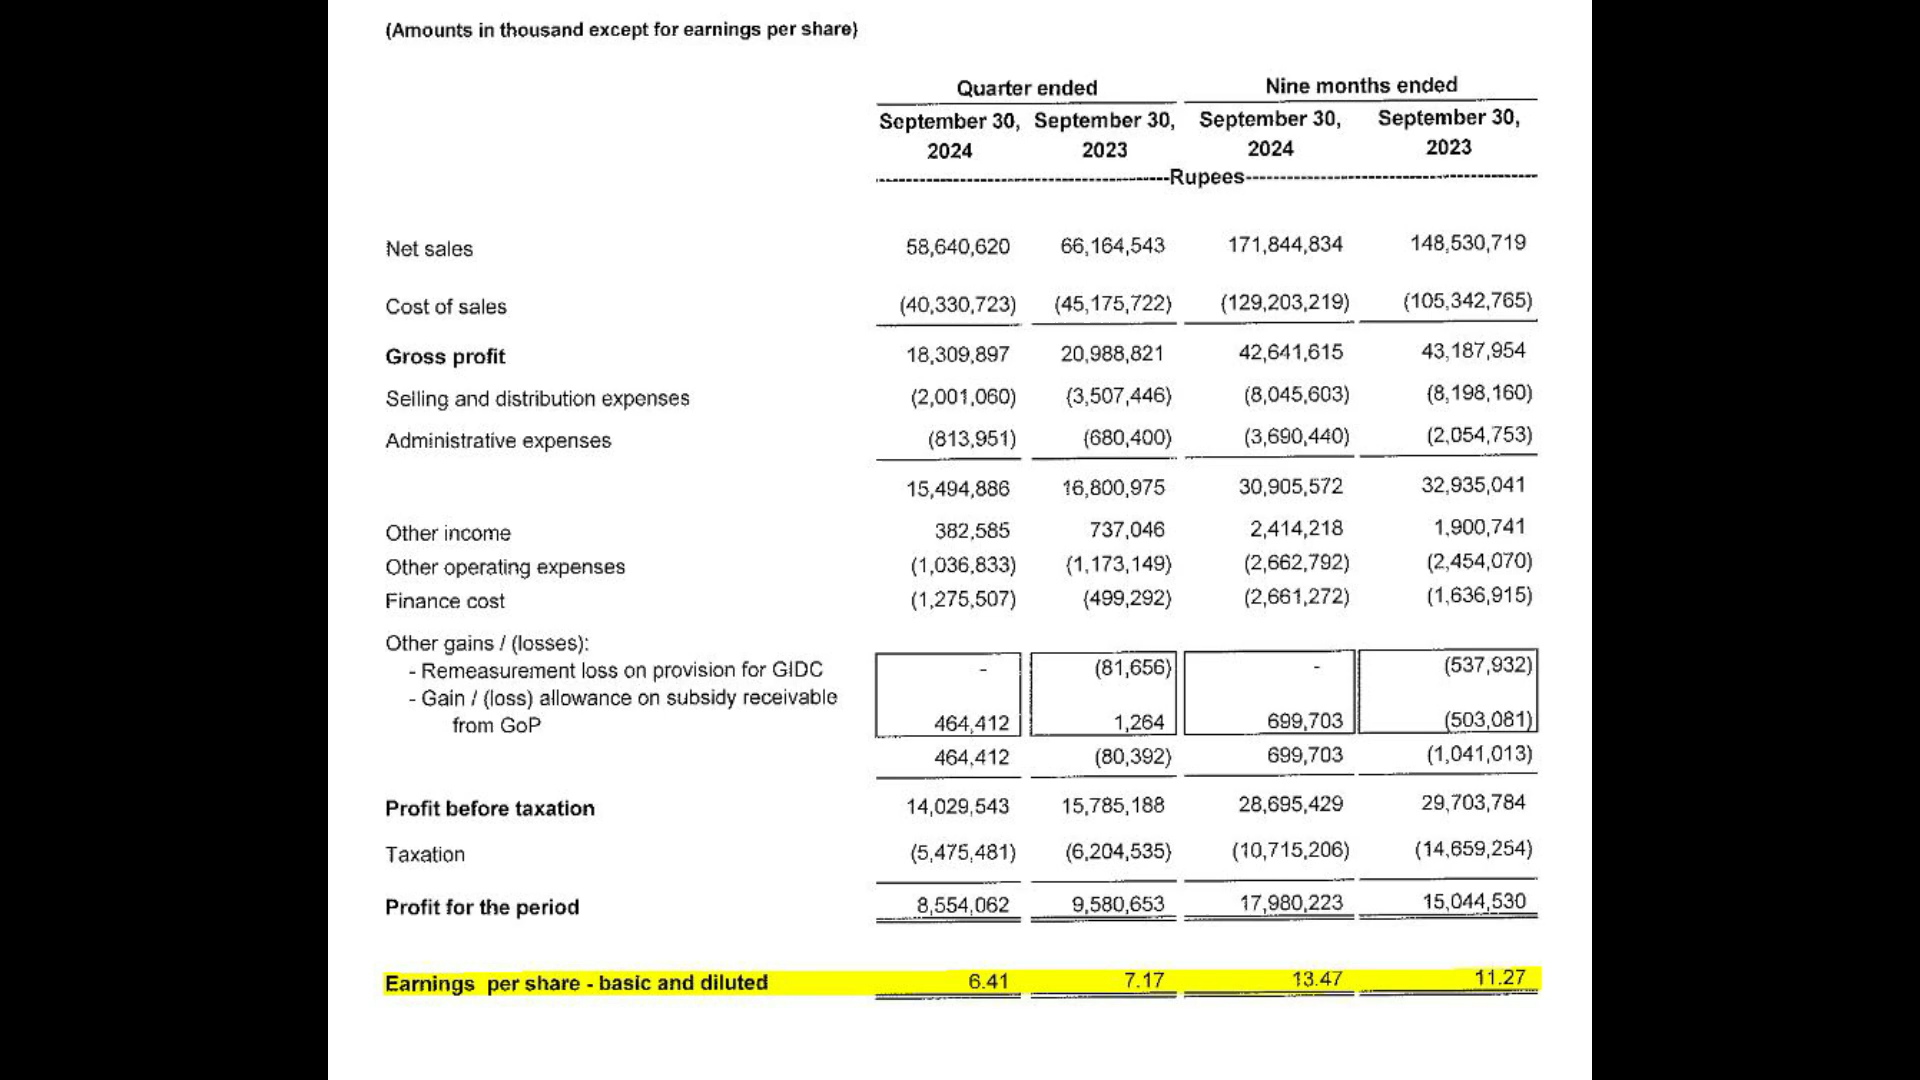 (Amounts in thousand except for earnings per share)
Quarter ended Nine months ended
September 30, September 30, September 30, September 30,
2024 2023 2024 2023
Rupees
Net sales 58,640,620 66,164,543 171,844,834 148,530,719
Cost of sales (40,330,723) (45,175,722) (129,203,219) (105,342,765)
Gross profit 18,309,897 20,988,821 42,641,615 43,187,954
Selling and distribution expenses (2,001,060) (3,507,446) (8,045,603) (8,198,160)
Administrative expenses (813,951) (680,400) (3,690,440) (2,054,753)
15,494,886 16,800,975 30,905,572 32,935,041
Other income 382,585 737,046 2,414,218 1,900,741
Other operating expenses (1,036,833) (1,173,149) (2,662,792) (2,454,070)
Finance cost (1,275,507) (499,292) (2,661,272) (1,636,915)
Other gains / (losses):
- Remeasurement loss on provision for GIDC - (81,656) - (537,932)
- Gain / (loss) allowance on subsidy receivable
from GoP 464,412 1,264 699,703 (503,081)
464,412 (80,392) 699,703 (1,041,013)
Profit before taxation 14,029,543 15,785,188 28,695,429 29,703,784
Taxation (5,475,481) (6,204,535) (10,715,206) (14,659,254)
Profit for the period 8,554,062 9,580,653 17,980,223 15,044,530
Earnings per share - basic and diluted 6.41 7.17 13.47 11.27